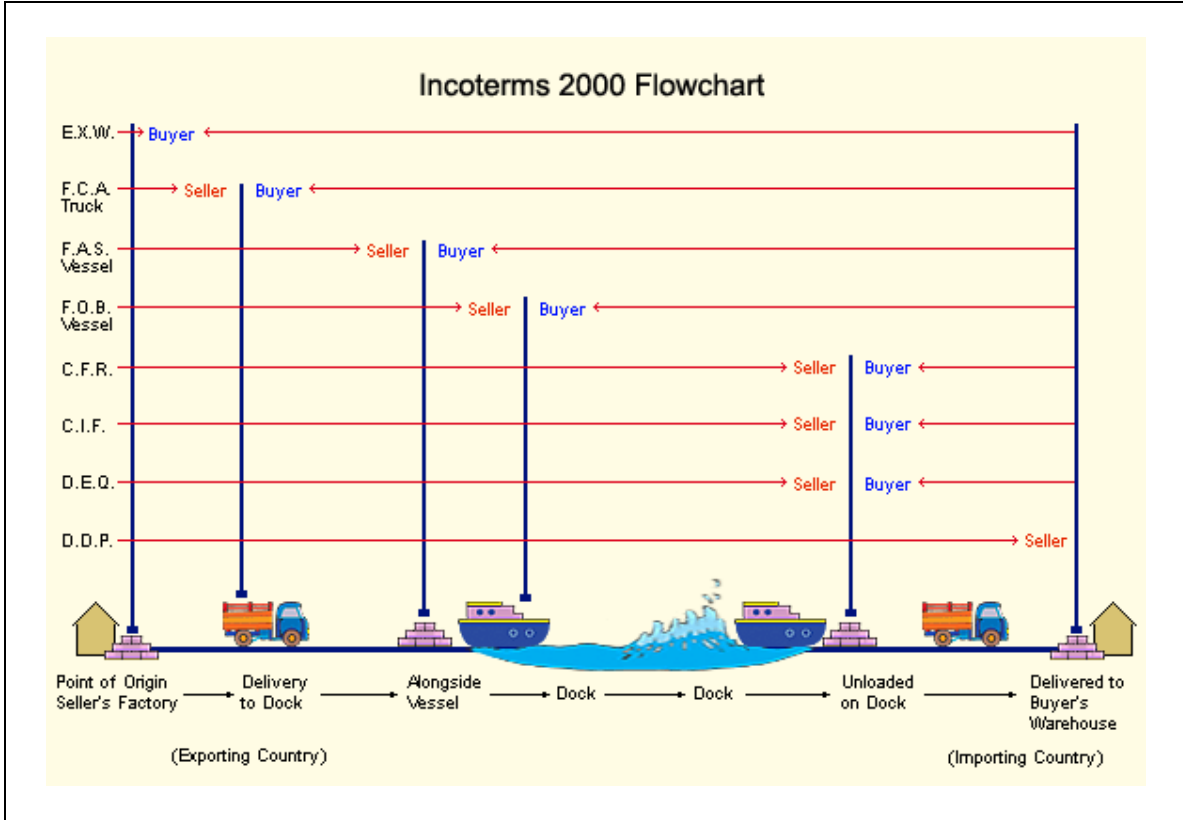 Incoterms 2000 Flowchart
E.X.W. Buyer
F.C.A. Seller Buyer
Truck
F.A.S. Seller Buyer
Vessel
F.O.B. Seller Buyer
Vessel
C.F.R. Seller Buyer
C.I.F. Seller Buyer
D.E.Q. Seller Buyer
D.D.P. Seller
Point of Origin
Seller's Factory
Delivery
to Dock
Alongside
Vessel
Dock
Dock
Unloaded
on Dock
Delivered to
Buyer's
Warehouse
(Exporting Country)
(Importing Country)